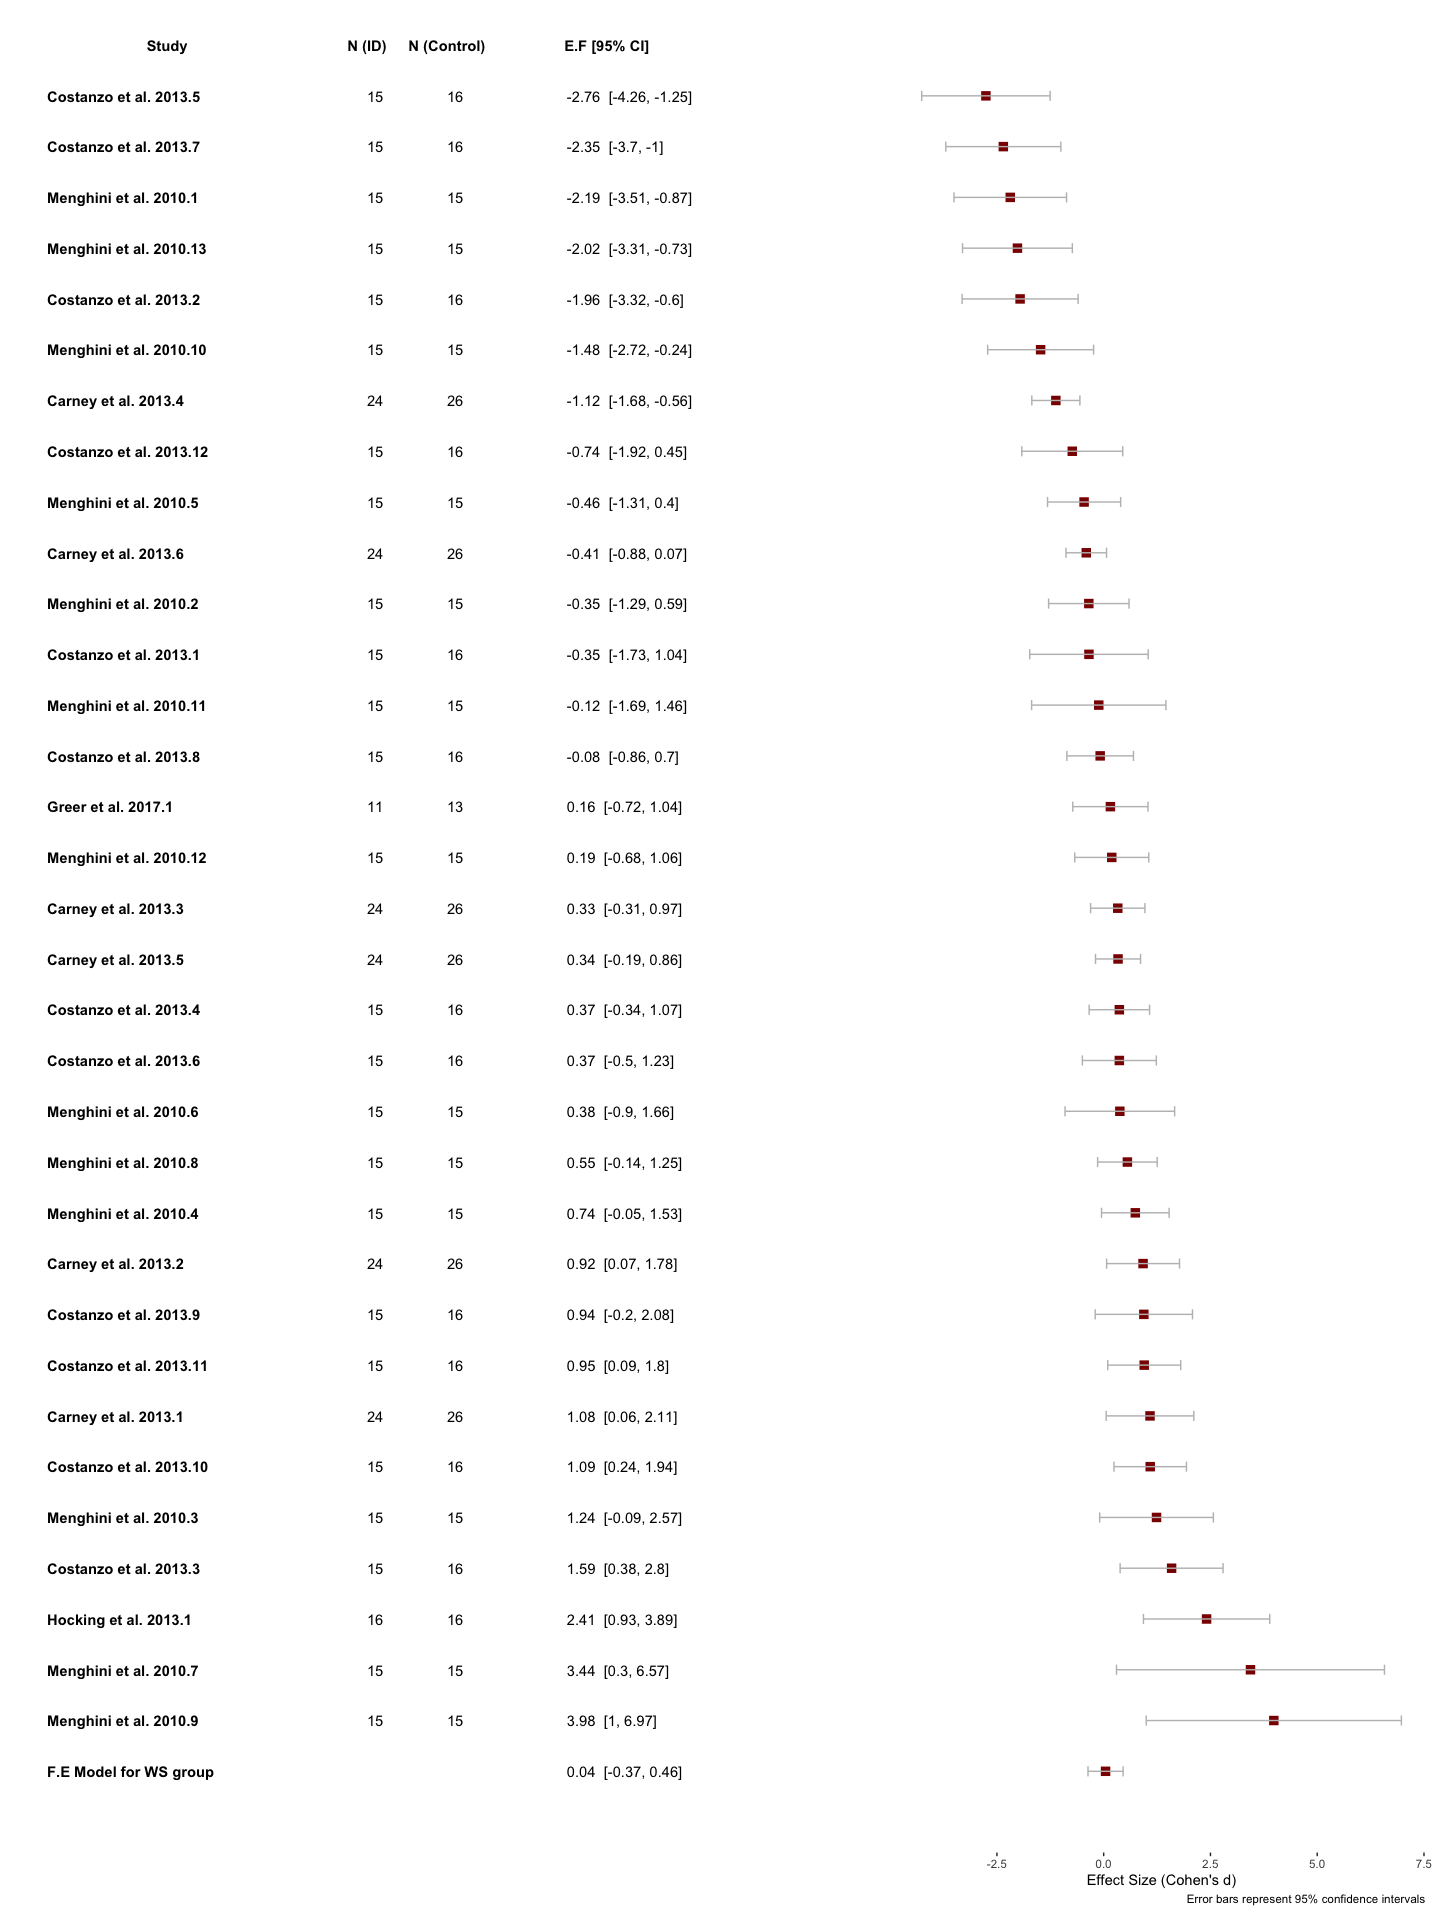 Study N (ID) N (Control) E.F [95% CI]
Costanzo et al. 2013.5 15 16 -2.76 [-4.26, -1.25]
Costanzo et al. 2013.7 15 16 -2.35 [-3.7, -1]
Menghini et al. 2010.1 15 15 -2.19 [-3.51, -0.87]
Menghini et al. 2010.13 15 15 -2.02 [-3.31, -0.73]
Costanzo et al. 2013.2 15 16 -1.96 [-3.32, -0.6]
Menghini et al. 2010.10 15 15 -1.48 [-2.72, -0.24]
Carney et al. 2013.4 24 26 -1.12 [-1.68, -0.56]
Costanzo et al. 2013.12 15 16 -0.74 [-1.92, 0.45]
Menghini et al. 2010.5 15 15 -0.46 [-1.31, 0.4]
Carney et al. 2013.6 24 26 -0.41 [-0.88, 0.07]
Menghini et al. 2010.2 15 15 -0.35 [-1.29, 0.59]
Costanzo et al. 2013.1 15 16 -0.35 [-1.73, 1.04]
Menghini et al. 2010.11 15 15 -0.12 [-1.69, 1.46]
Costanzo et al. 2013.8 15 16 -0.08 [-0.86, 0.7]
Greer et al. 2017.1 11 13 0.16 [-0.72, 1.04]
Menghini et al. 2010.12 15 15 0.19 [-0.68, 1.06]
Carney et al. 2013.3 24 26 0.33 [-0.31, 0.97]
Carney et al. 2013.5 24 26 0.34 [-0.19, 0.86]
Costanzo et al. 2013.4 15 16 0.37 [-0.34, 1.07]
Costanzo et al. 2013.6 15 16 0.37 [-0.5, 1.23]
Menghini et al. 2010.6 15 15 0.38 [-0.9, 1.66]
Menghini et al. 2010.8 15 15 0.55 [-0.14, 1.25]
Menghini et al. 2010.4 15 15 0.74 [-0.05, 1.53]
Carney et al. 2013.2 24 26 0.92 [0.07, 1.78]
Costanzo et al. 2013.9 15 16 0.94 [-0.2, 2.08]
Costanzo et al. 2013.11 15 16 0.95 [0.09, 1.8]
Carney et al. 2013.1 24 26 1.08 [0.06, 2.11]
Costanzo et al. 2013.10 15 16 1.09 [0.24, 1.94]
Menghini et al. 2010.3 15 15 1.24 [-0.09, 2.57]
Costanzo et al. 2013.3 15 16 1.59 [0.38, 2.8]
Hocking et al. 2013.1 16 16 2.41 [0.93, 3.89]
Menghini et al. 2010.7 15 15 3.44 [0.3, 6.57]
Menghini et al. 2010.9 15 15 3.98 [1, 6.97]
F.E Model for WS group 0.04 [-0.37, 0.46]
-2.5 0.0 2.5 5.0 7.5
Effect Size (Cohen's d)
Error bars represent 95% confidence intervals